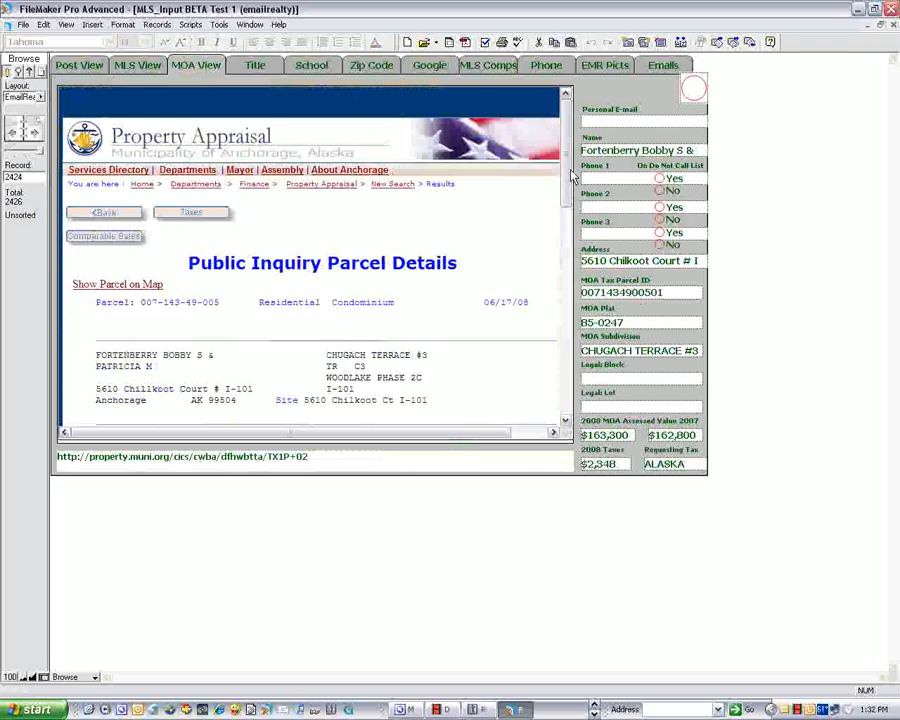 FileMaker Pro Advanced - [MLS_Input BETA Test 1 (emailrealty)]
File Edit View Insert Format Records Scripts Tools Window Help
Tahoma
Browse
Layout:
EmailRea
Record:
2424
Total:
2426
Unsorted
Post View MLS View MOA View Title School Zip Code Google MLS Comps Phone EMR Picts Emails
Property Appraisal
Municipality of Anchorage, Alaska
Services Directory | Departments | Mayor | Assembly | About Anchorage
You are here : Home > Departments > Finance > Property Appraisal > New Search > Results
<Back Taxes
Comparable Sales
Public Inquiry Parcel Details
Show Parcel on Map
Parcel: 007-143-49-005 Residential Condominium 06/17/08
FORTENBERRY BOBBY S & CHUGACH TERRACE #3
PATRICIA M TR C3
WOODLAKE PHASE 2C
5610 Chillkoot Court # I-101 I-101
Anchorage AK 99504 Site 5610 Chilkoot Ct I-101
http://property.muni.org/cics/cwba/dfhwbtta/TX1P+02
Personal E-mail
Name
Fortenberry Bobby S &
Phone 1 On Do Not Call List
Yes
No
Phone 2
Yes
No
Phone 3
Yes
No
Address
5610 Chilkoot Court # I
MOA Tax Parcel ID
0071434900501
MOA Plat
85-0247
MOA Subdivision
CHUGACH TERRACE #3
Legal: Block
Legal: Lot
2008 MOA Assessed Value 2007
$163,300 $162,800
2008 Taxes Requesting Tax
$2,348 ALASKA
100 Browse
NUM
start M D R F Address Go 61° 1:32 PM